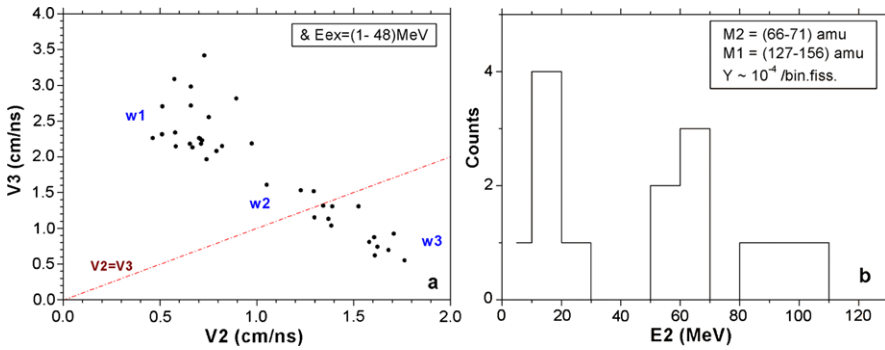 & Eex=(1- 48)MeV
4.0
3.5
3.0
2.5
2.0
1.5
1.0
0.5
0.0
V3 (cm/ns)
w1
w2
w3
V2=V3
a
0.0
0.5
1.0
1.5
2.0
V2 (cm/ns)
M2 = (66-71) amu
M1 = (127-156) amu
Y ~ 10⁻⁴ /bin.fiss.
4
2
0
Counts
b
0
20
40
60
80
100
120
E2 (MeV)